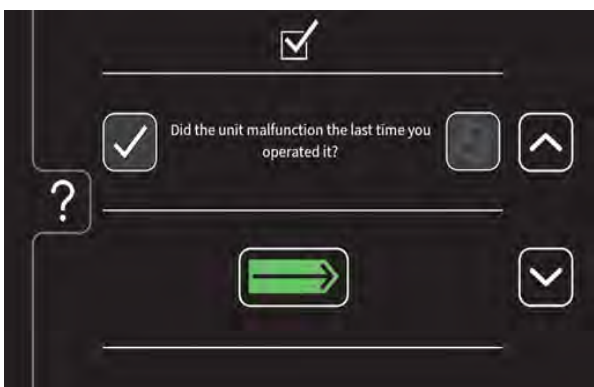 Did the unit malfunction the last time you
operated it?
?